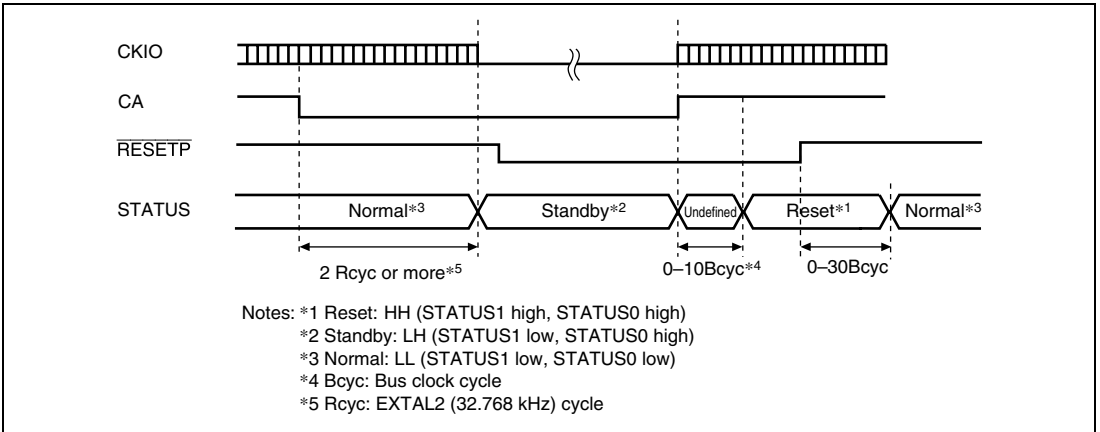 CKIO
CA
RESETP
STATUS
Normal*3
Standby*2
Undefined
Reset*1
Normal*3
2 Rcyc or more*5
0–10Bcyc*4
0–30Bcyc
Notes: *1 Reset: HH (STATUS1 high, STATUS0 high)
*2 Standby: LH (STATUS1 low, STATUS0 high)
*3 Normal: LL (STATUS1 low, STATUS0 low)
*4 Bcyc: Bus clock cycle
*5 Rcyc: EXTAL2 (32.768 kHz) cycle